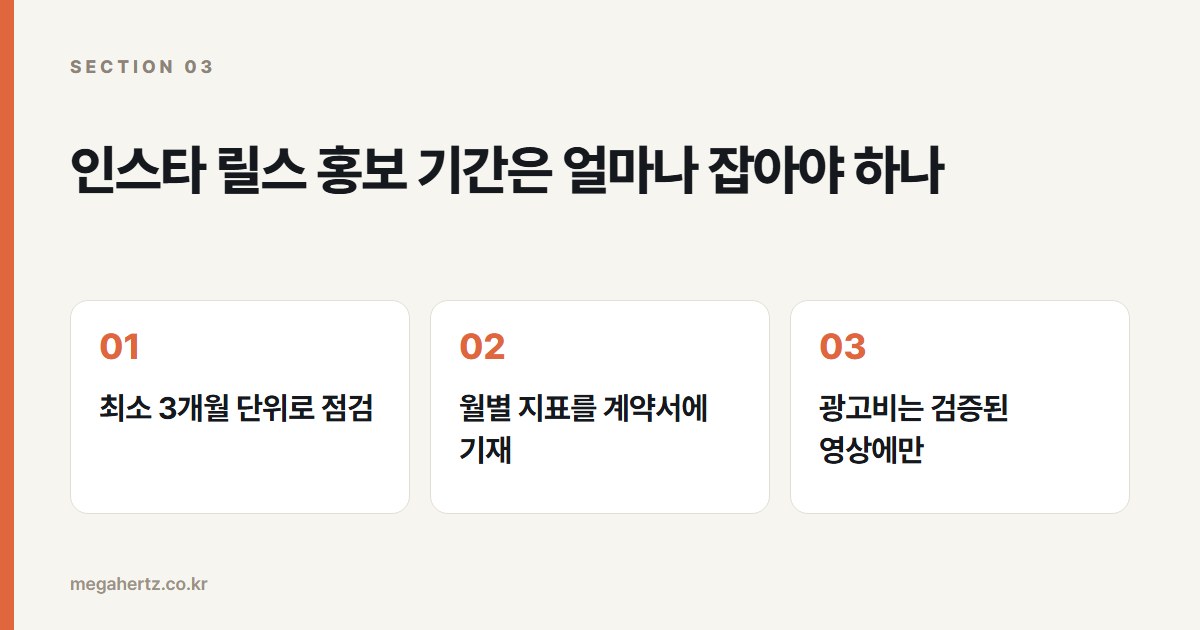 SECTION 03
인스타 릴스 홍보 기간은 얼마나 잡아야 하나
01
최소 3개월 단위로 점검
02
월별 지표를 계약서에
기재
03
광고비는 검증된
영상에만
megahertz.co.kr